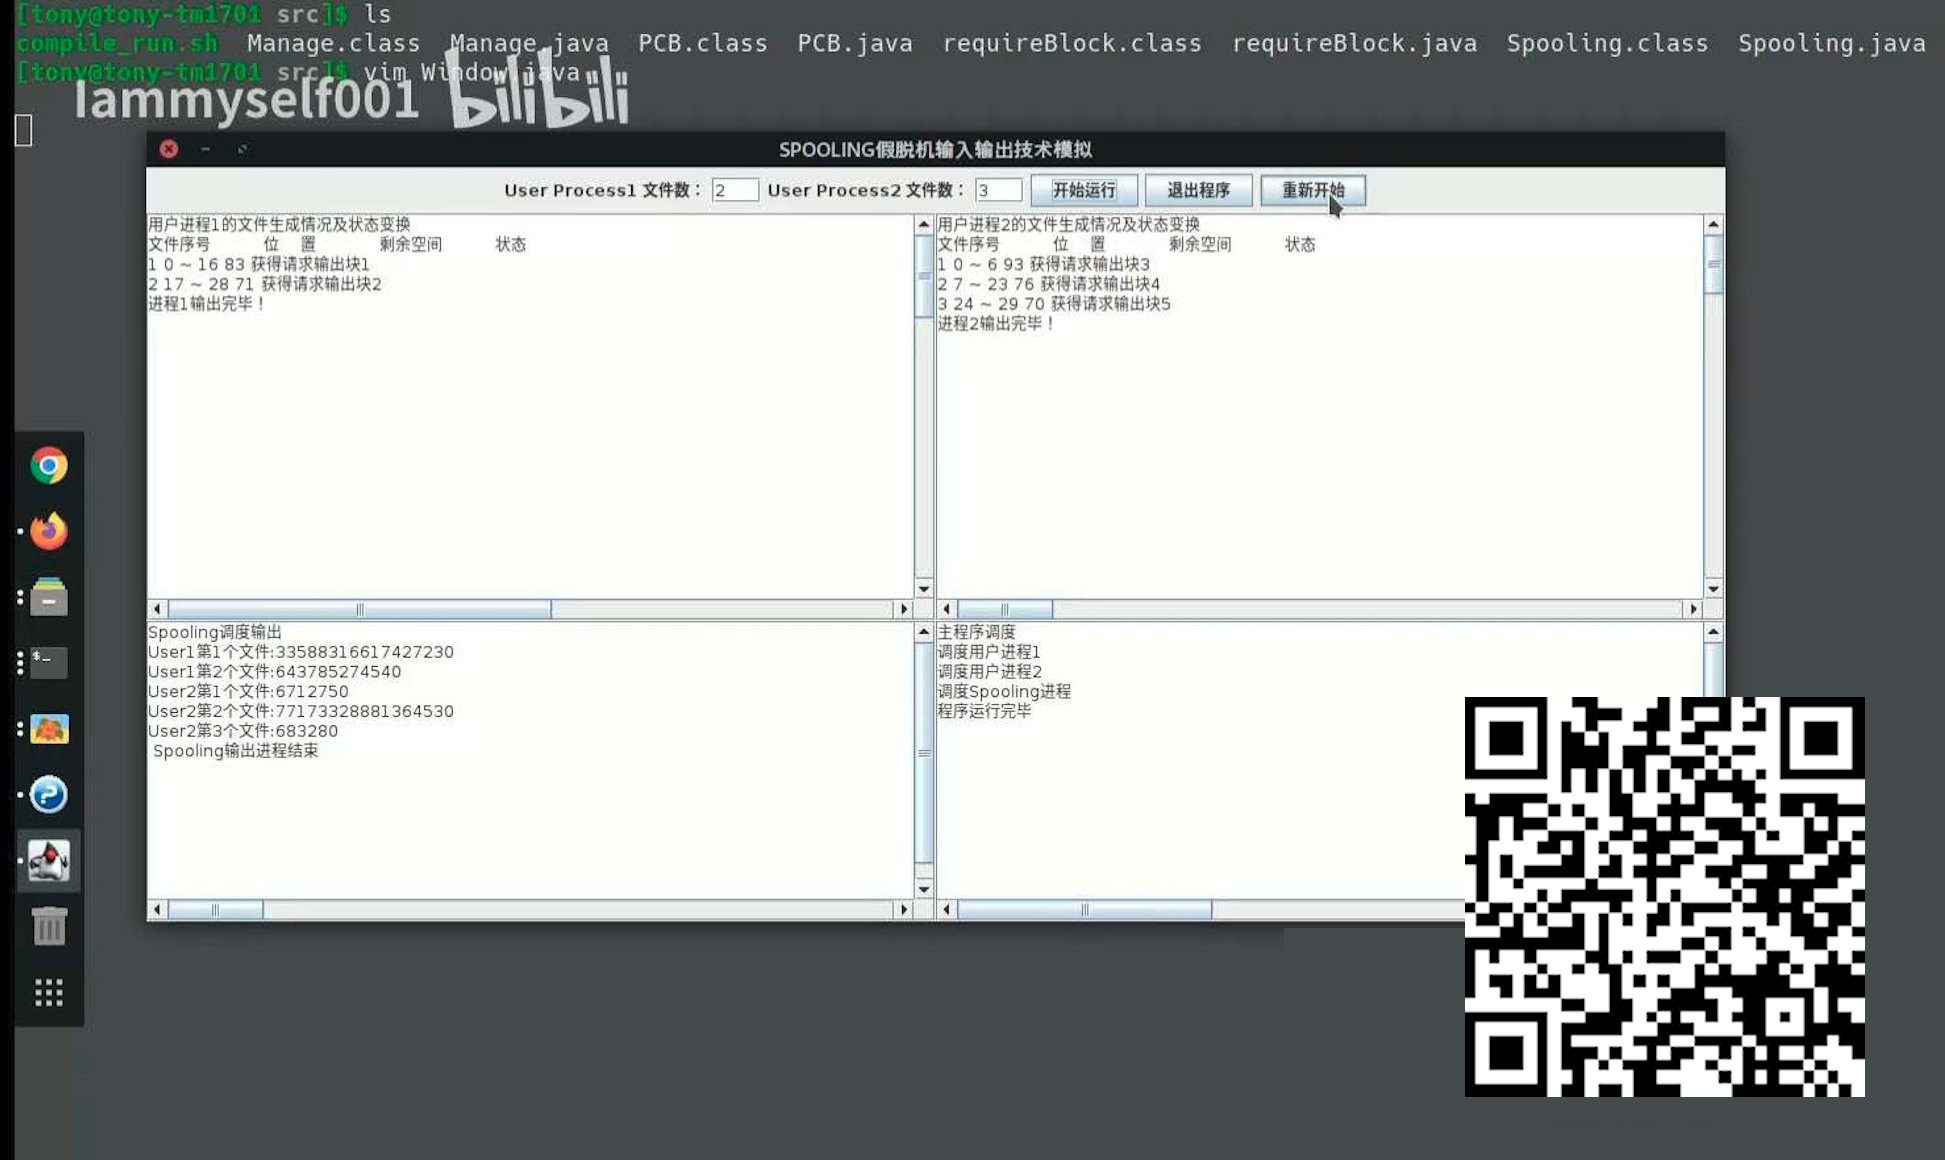 [tony@tony-tm1701 src]$ ls
compile_run.sh Manage.class Manage.java PCB.class PCB.java requireBlock.class requireBlock.java Spooling.class Spooling.java
[tony@tony-tm1701 src]$ vim Window.java
Iammyself001 bilibili
SPOOLING假脱机输入输出技术模拟
User Process1 文件数： 2 User Process2 文件数： 3 开始运行 退出程序 重新开始
用户进程1的文件生成情况及状态变换
文件序号 位 置 剩余空间 状态
1 0 ~ 16 83 获得请求输出块1
2 17 ~ 28 71 获得请求输出块2
进程1输出完毕！
用户进程2的文件生成情况及状态变换
文件序号 位 置 剩余空间 状态
1 0 ~ 6 93 获得请求输出块3
2 7 ~ 23 76 获得请求输出块4
3 24 ~ 29 70 获得请求输出块5
进程2输出完毕！
Spooling调度输出
User1第1个文件:33588316617427230
User1第2个文件:643785274540
User2第1个文件:6712750
User2第2个文件:77173328881364530
User2第3个文件:683280
Spooling输出进程结束
主程序调度
调度用户进程1
调度用户进程2
调度Spooling进程
程序运行完毕